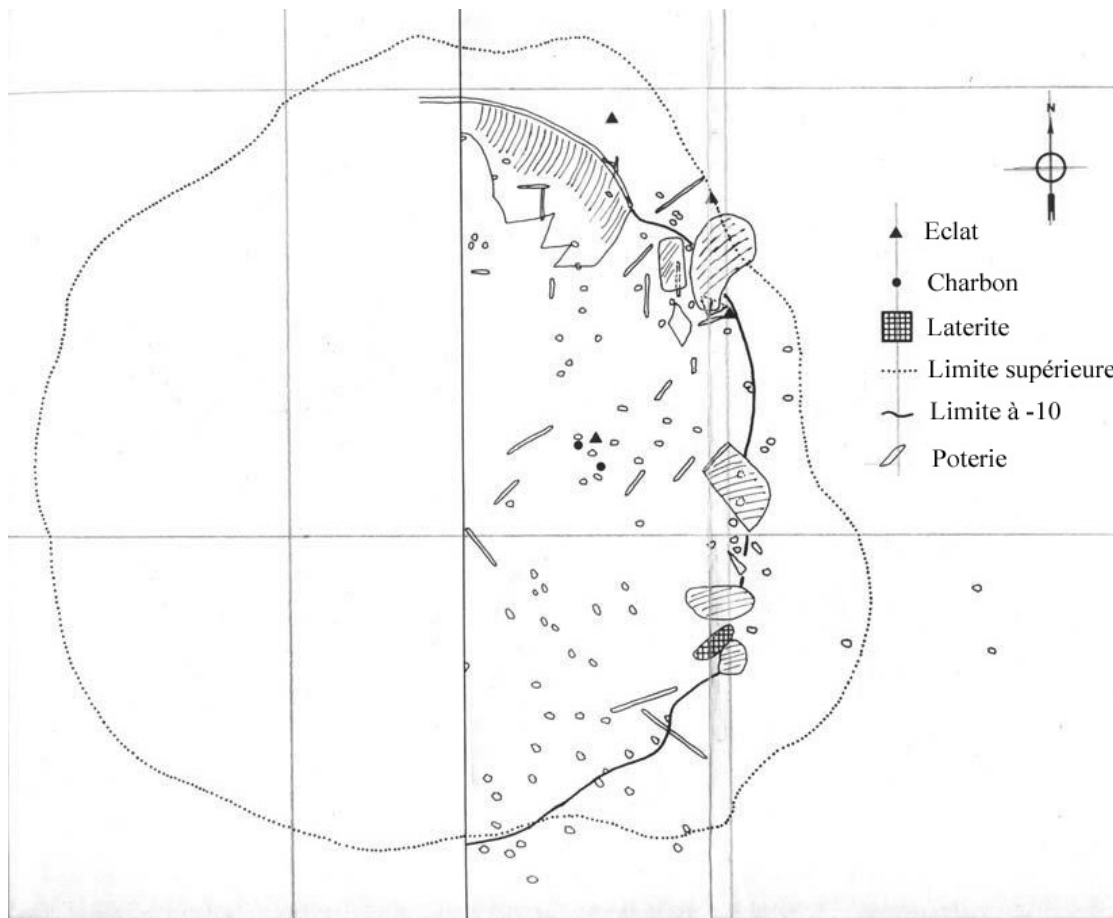 N
Eclat
Charbon
Laterite
Limite supérieure
Limite à -10
Poterie